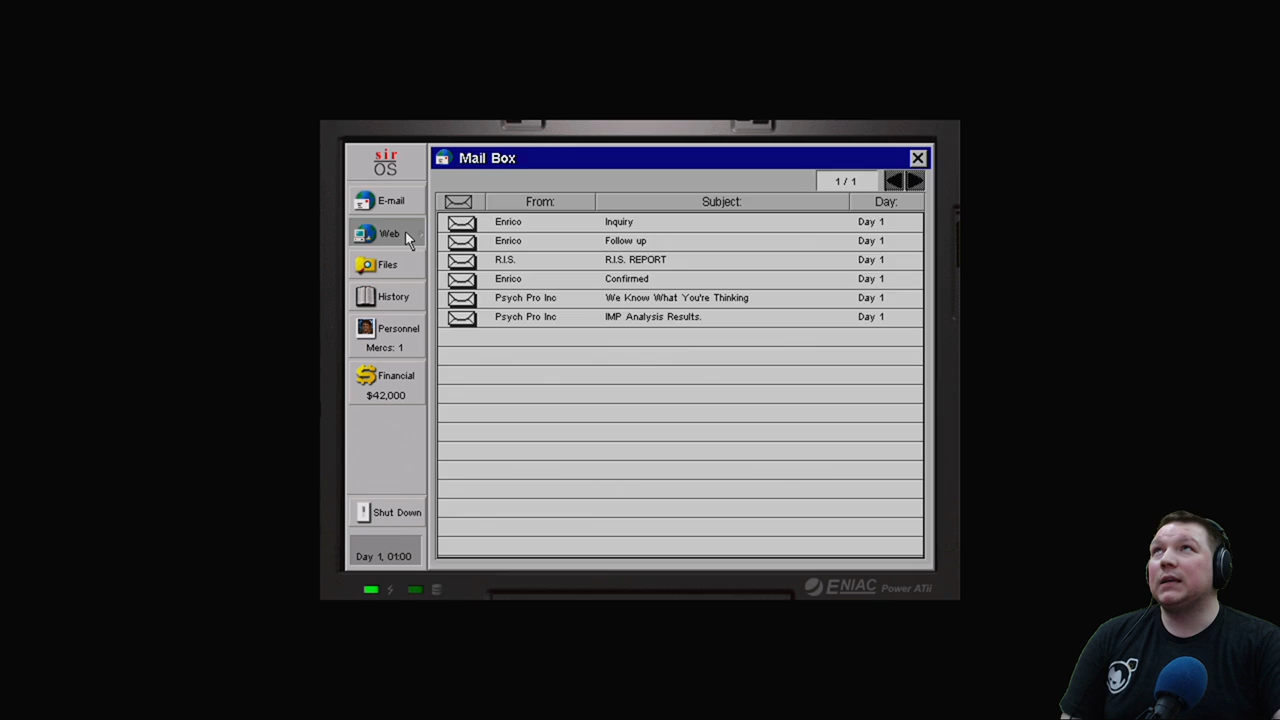 sir
OS
E-mail
Web
Files
History
Personnel
Mercs: 1
Financial
$42,000
Shut Down
Day 1, 01:00
Mail Box
1 / 1
From: Subject: Day:
Enrico Inquiry Day 1
Enrico Follow up Day 1
R.I.S. R.I.S. REPORT Day 1
Enrico Confirmed Day 1
Psych Pro Inc We Know What You're Thinking Day 1
Psych Pro Inc IMP Analysis Results. Day 1
ENIAC Power ATii